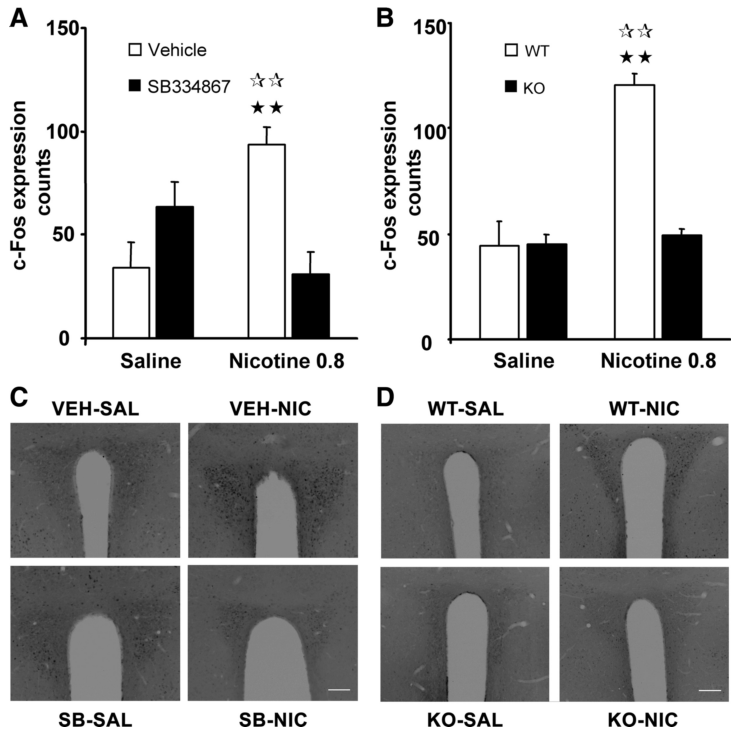 A
150
100
50
0
c-Fos expression
counts
Vehicle
SB334867
☆☆
★★
Saline
Nicotine 0.8
B
150
100
50
0
c-Fos expression
counts
WT
KO
☆☆
★★
Saline
Nicotine 0.8
C
VEH-SAL
VEH-NIC
SB-SAL
SB-NIC
D
WT-SAL
WT-NIC
KO-SAL
KO-NIC